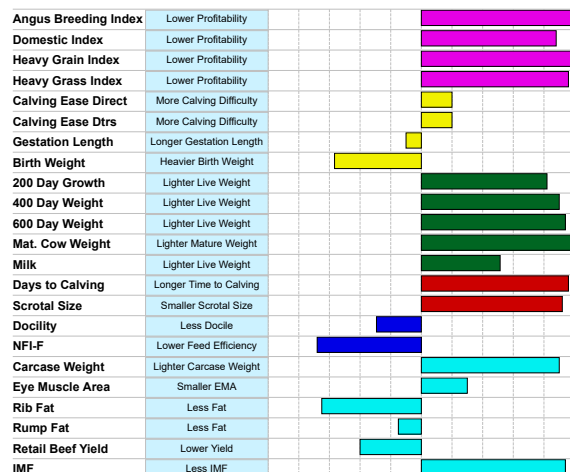 Angus Breeding Index Lower Profitability
Domestic Index Lower Profitability
Heavy Grain Index Lower Profitability
Heavy Grass Index Lower Profitability
Calving Ease Direct More Calving Difficulty
Calving Ease Dtrs More Calving Difficulty
Gestation Length Longer Gestation Length
Birth Weight Heavier Birth Weight
200 Day Growth Lighter Live Weight
400 Day Weight Lighter Live Weight
600 Day Weight Lighter Live Weight
Mat. Cow Weight Lighter Mature Weight
Milk Lighter Live Weight
Days to Calving Longer Time to Calving
Scrotal Size Smaller Scrotal Size
Docility Less Docile
NFI-F Lower Feed Efficiency
Carcase Weight Lighter Carcase Weight
Eye Muscle Area Smaller EMA
Rib Fat Less Fat
Rump Fat Less Fat
Retail Beef Yield Lower Yield
IMF Less IMF